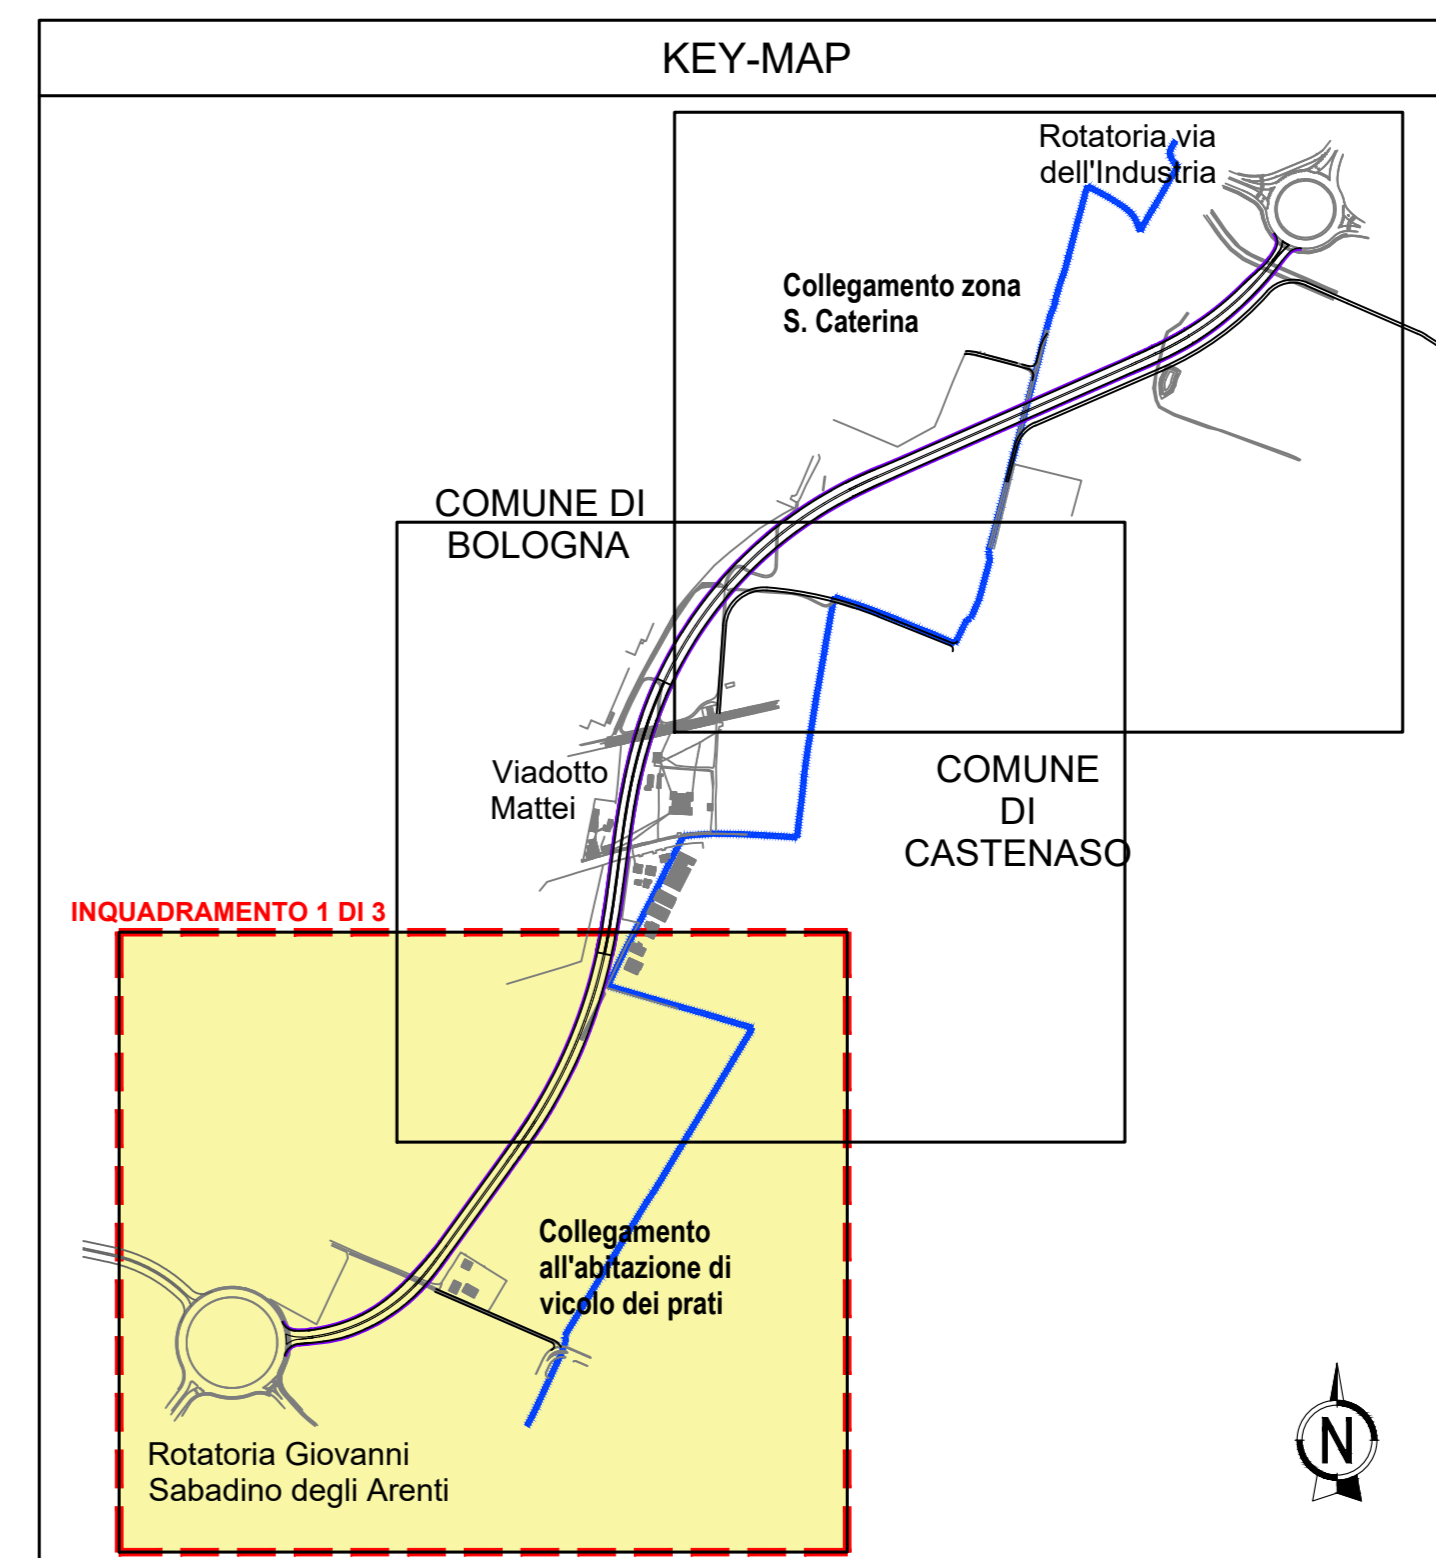 KEY-MAP
Rotatoria via
dell'Industria
Collegamento zona
S. Caterina
COMUNE DI
BOLOGNA
Viadotto
Mattei
COMUNE
DI
CASTENASO
INQUADRAMENTO 1 DI 3
Collegamento
all'abitazione di
vicolo dei prati
Rotatoria Giovanni
Sabadino degli Arenti
N